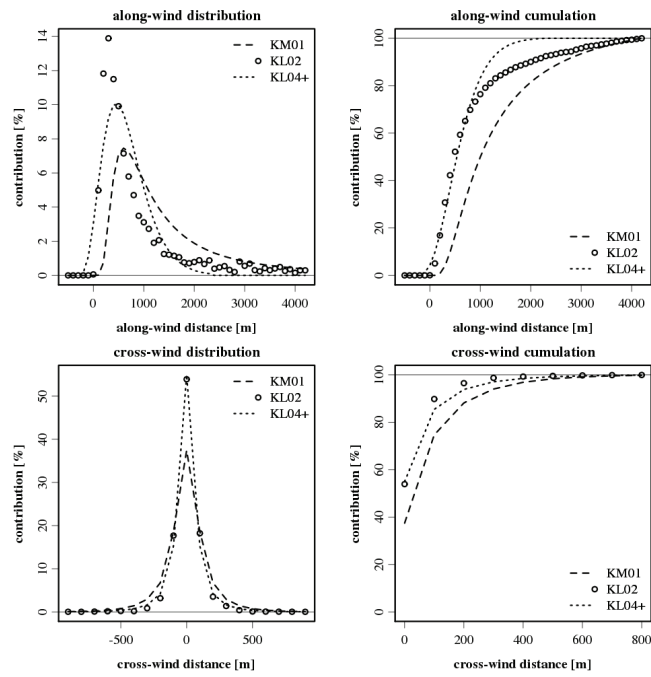 along-wind distribution
contribution [%]
0 2 4 6 8 10 12 14
KM01
KL02
KL04+
0 1000 2000 3000 4000
along-wind distance [m]
along-wind cumulation
contribution [%]
0 20 40 60 80 100
KM01
KL02
KL04+
0 1000 2000 3000 4000
along-wind distance [m]
cross-wind distribution
contribution [%]
0 10 20 30 40 50
KM01
KL02
KL04+
-500 0 500
cross-wind distance [m]
cross-wind cumulation
contribution [%]
0 20 40 60 80 100
KM01
KL02
KL04+
0 200 400 600 800
cross-wind distance [m]